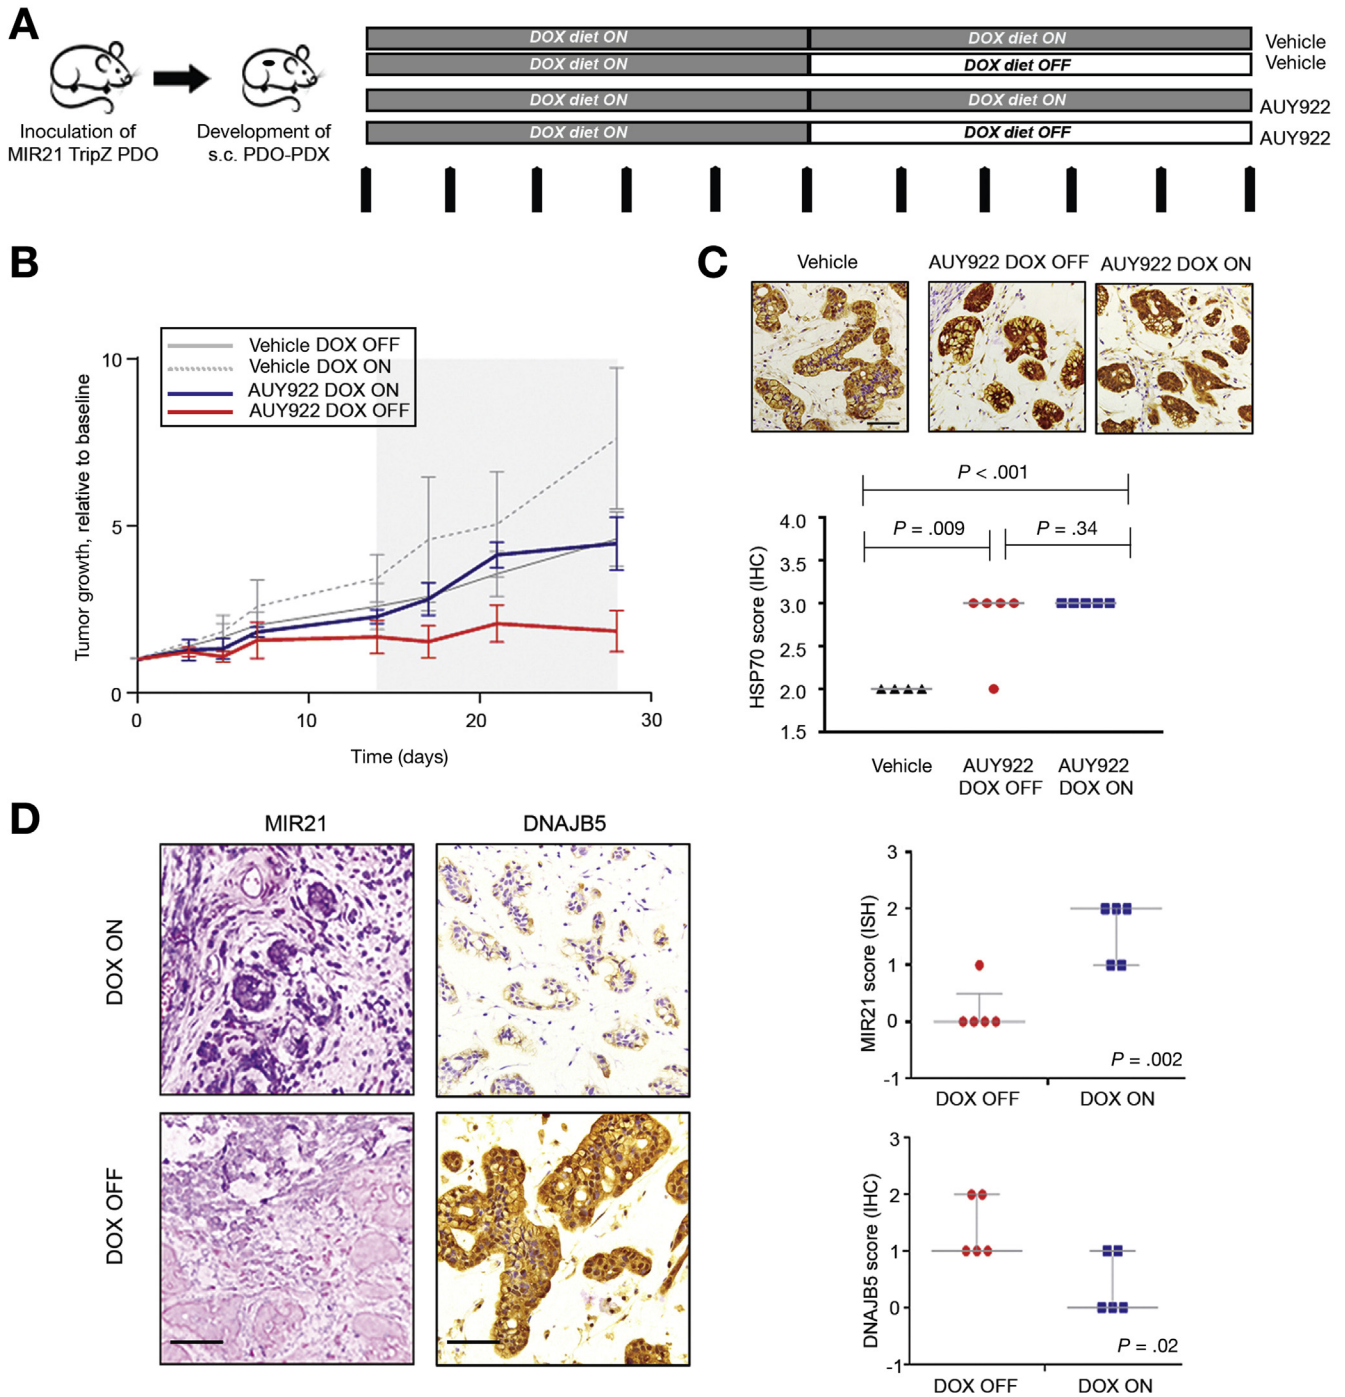 A
Inoculation of
MIR21 TripZ PDO
Development of
s.c. PDO-PDX
DOX diet ON
DOX diet ON
Vehicle
DOX diet ON
DOX diet OFF
Vehicle
DOX diet ON
DOX diet ON
AUY922
DOX diet ON
DOX diet OFF
AUY922
B
Vehicle DOX OFF
Vehicle DOX ON
AUY922 DOX ON
AUY922 DOX OFF
Tumor growth, relative to baseline
10
5
0
0
10
20
30
Time (days)
C
Vehicle
AUY922 DOX OFF
AUY922 DOX ON
P < .001
P = .009
P = .34
HSP70 score (IHC)
4.0
3.5
3.0
2.5
2.0
1.5
Vehicle
AUY922
DOX OFF
AUY922
DOX ON
D
MIR21
DNAJB5
DOX ON
DOX OFF
MIR21 score (ISH)
3
2
1
0
-1
P = .002
DOX OFF
DOX ON
DNAJB5 score (IHC)
3
2
1
0
-1
P = .02
DOX OFF
DOX ON